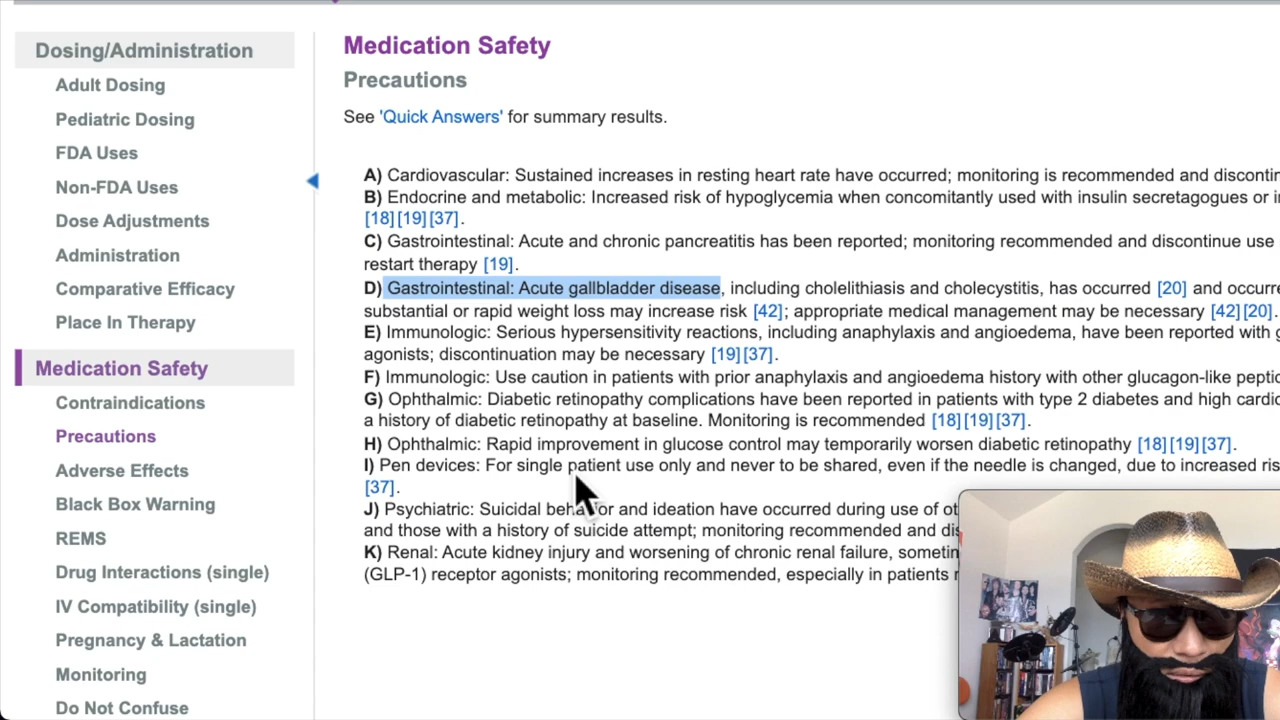 Dosing/Administration
Adult Dosing
Pediatric Dosing
FDA Uses
Non-FDA Uses
Dose Adjustments
Administration
Comparative Efficacy
Place In Therapy
Medication Safety
Contraindications
Precautions
Adverse Effects
Black Box Warning
REMS
Drug Interactions (single)
IV Compatibility (single)
Pregnancy & Lactation
Monitoring
Do Not Confuse
Medication Safety
Precautions
See 'Quick Answers' for summary results.
A) Cardiovascular: Sustained increases in resting heart rate have occurred; monitoring is recommended and
B) Endocrine and metabolic: Increased risk of hypoglycemia when concomitantly used with insulin secretagogues or
[18][19][37].
C) Gastrointestinal: Acute and chronic pancreatitis has been reported; monitoring recommended and discontinue use
restart therapy [19].
D) Gastrointestinal: Acute gallbladder disease, including cholelithiasis and cholecystitis, has occurred [20] and
substantial or rapid weight loss may increase risk [42]; appropriate medical management may be necessary [42][20].
E) Immunologic: Serious hypersensitivity reactions, including anaphylaxis and angioedema, have been reported with
agonists; discontinuation may be necessary [19][37].
F) Immunologic: Use caution in patients with prior anaphylaxis and angioedema history with other
G) Ophthalmic: Diabetic retinopathy complications have been reported in patients with type 2 diabetes and high
a history of diabetic retinopathy at baseline. Monitoring is recommended [18][19][37].
H) Ophthalmic: Rapid improvement in glucose control may temporarily worsen diabetic retinopathy [18][19][37].
I) Pen devices: For single patient use only and never to be shared, even if the needle is changed, due to increased
[37].
J) Psychiatric: Suicidal behavior and ideation have occurred during use of
and those with a history of suicide attempt; monitoring recommended and
K) Renal: Acute kidney injury and worsening of chronic renal failure,
(GLP-1) receptor agonists; monitoring recommended, especially in patients